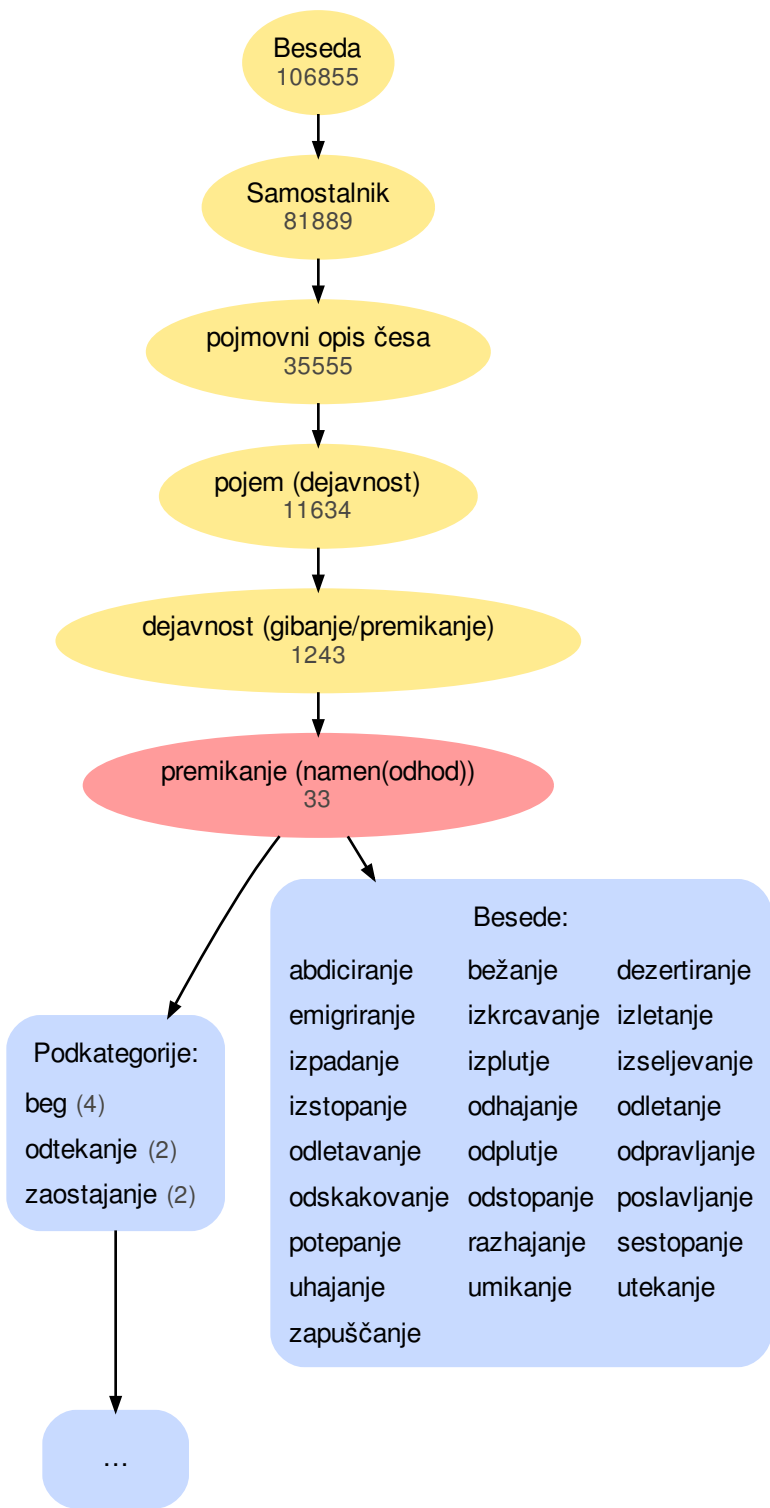 Beseda
106855
Samostalnik
81889
pojmovni opis česa
35555
pojem (dejavnost)
11634
dejavnost (gibanje/premikanje)
1243
premikanje (namen(odhod))
33
Besede:
abdiciranje bežanje dezertiranje
emigriranje izkrcavanje izletanje
izpadanje izplutje izseljevanje
izstopanje odhajanje odletanje
odletavanje odplutje odpravljanje
odskakovanje odstopanje poslavljanje
potepanje razhajanje sestopanje
uhajanje umikanje utekanje
zapuščanje
Podkategorije:
beg (4)
odtekanje (2)
zaostajanje (2)
...